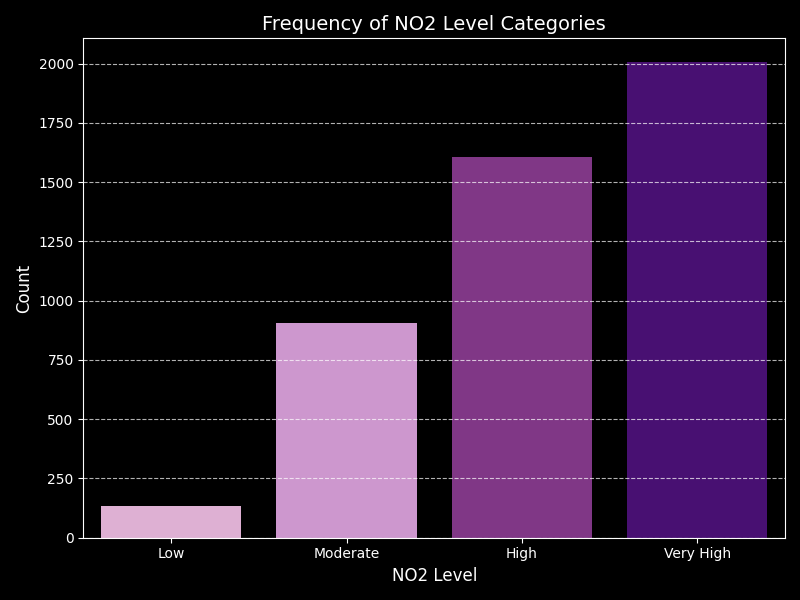 Frequency of NO2 Level Categories
2000
1750
1500
1250
1000
750
500
250
0
Count
Low Moderate High Very High
NO2 Level